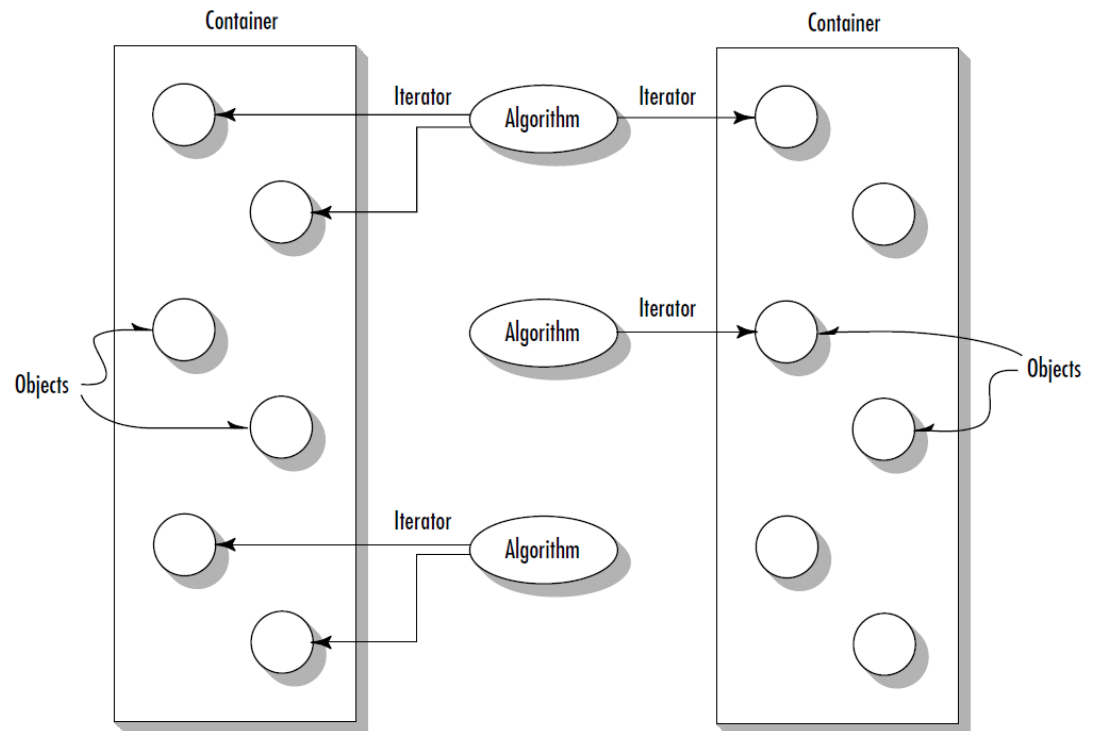 Container
Container
Iterator
Algorithm
Iterator
Algorithm
Iterator
Objects
Objects
Iterator
Algorithm